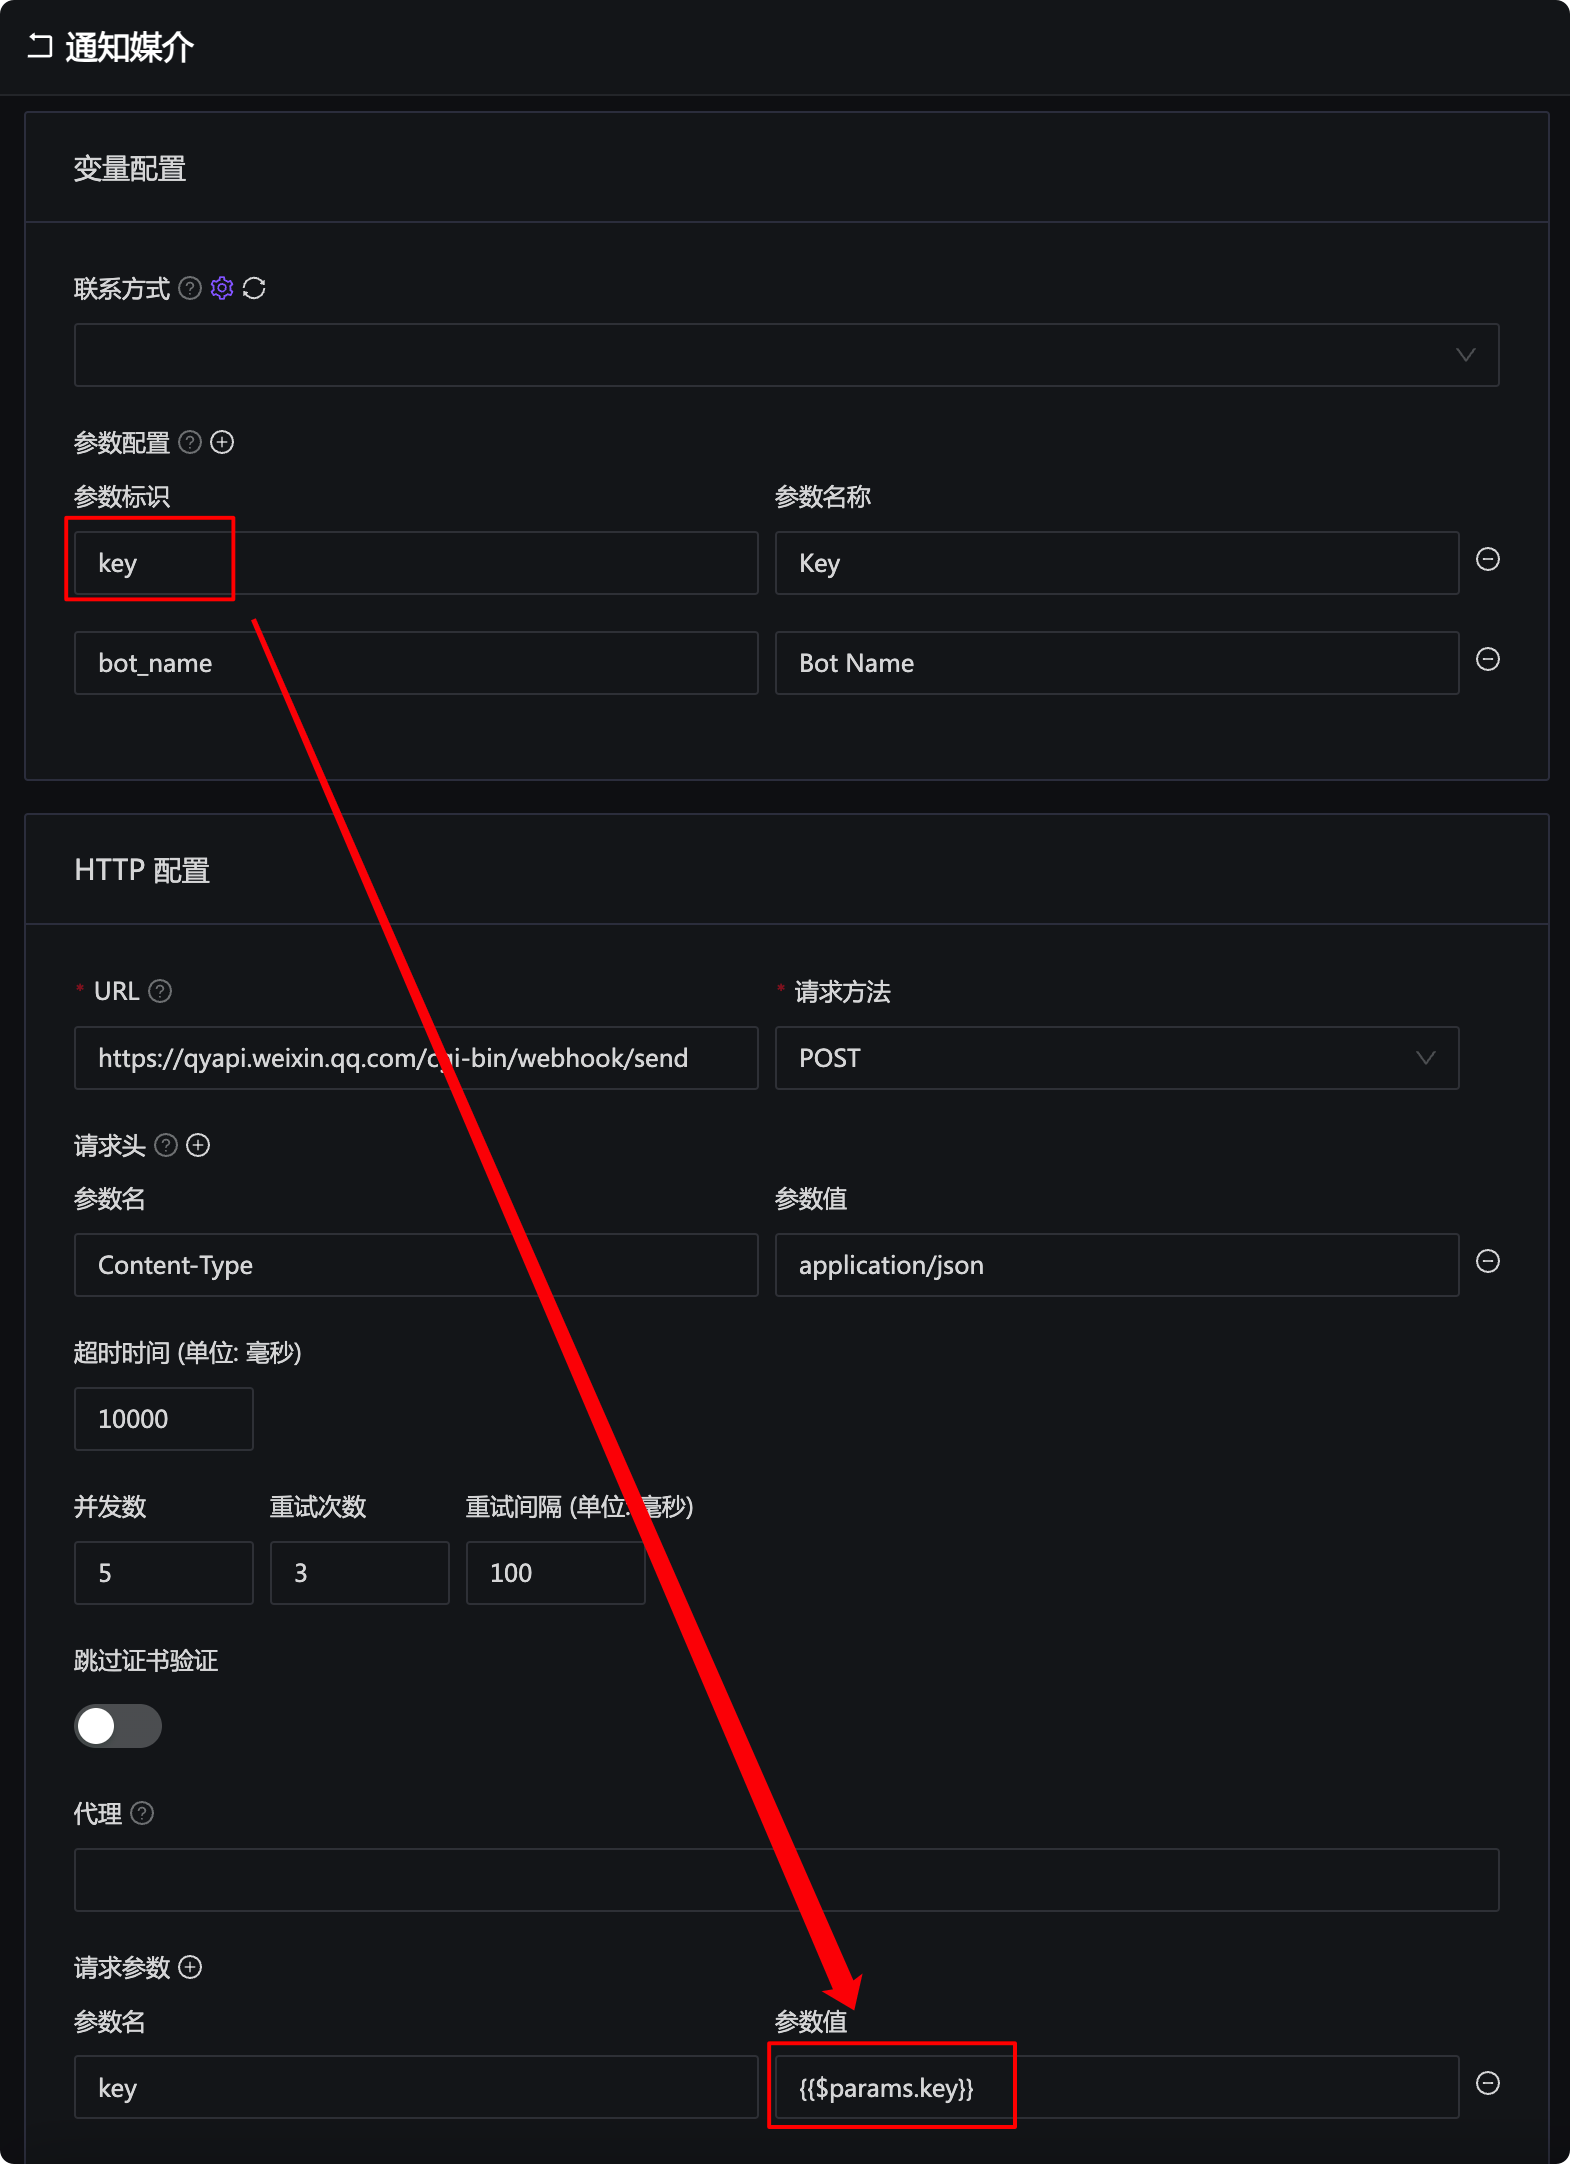 通知媒介
变量配置
联系方式
参数配置
参数标识 参数名称
key Key
bot_name Bot Name
HTTP 配置
* URL * 请求方法
https://qyapi.weixin.qq.com/cgi-bin/webhook/send POST
请求头
参数名 参数值
Content-Type application/json
超时时间 (单位: 毫秒)
10000
并发数 重试次数 重试间隔 (单位: 毫秒)
5 3 100
跳过证书验证
代理
请求参数
参数名 参数值
key {{$params.key}}